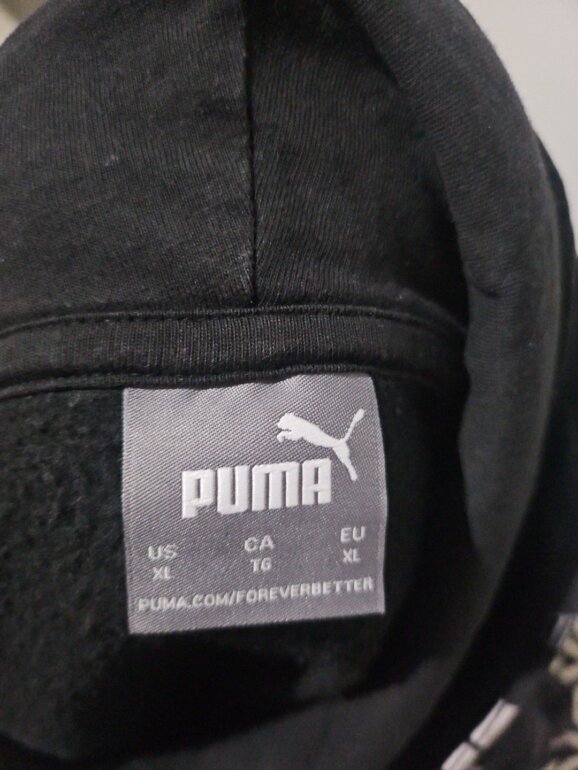 PUMA
US CA EU
XL TG XL
PUMA.COM/FOREVERBETTER